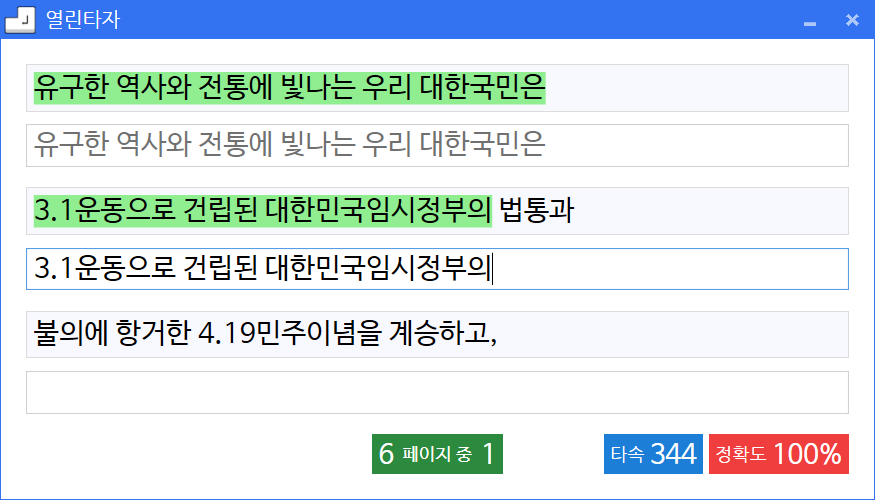 열린타자
유구한 역사와 전통에 빛나는 우리 대한국민은
유구한 역사와 전통에 빛나는 우리 대한국민은
3.1운동으로 건립된 대한민국임시정부의 법통과
3.1운동으로 건립된 대한민국임시정부의
불의에 항거한 4.19민주이념을 계승하고,
6 페이지 중 1 타속 344 정확도 100%